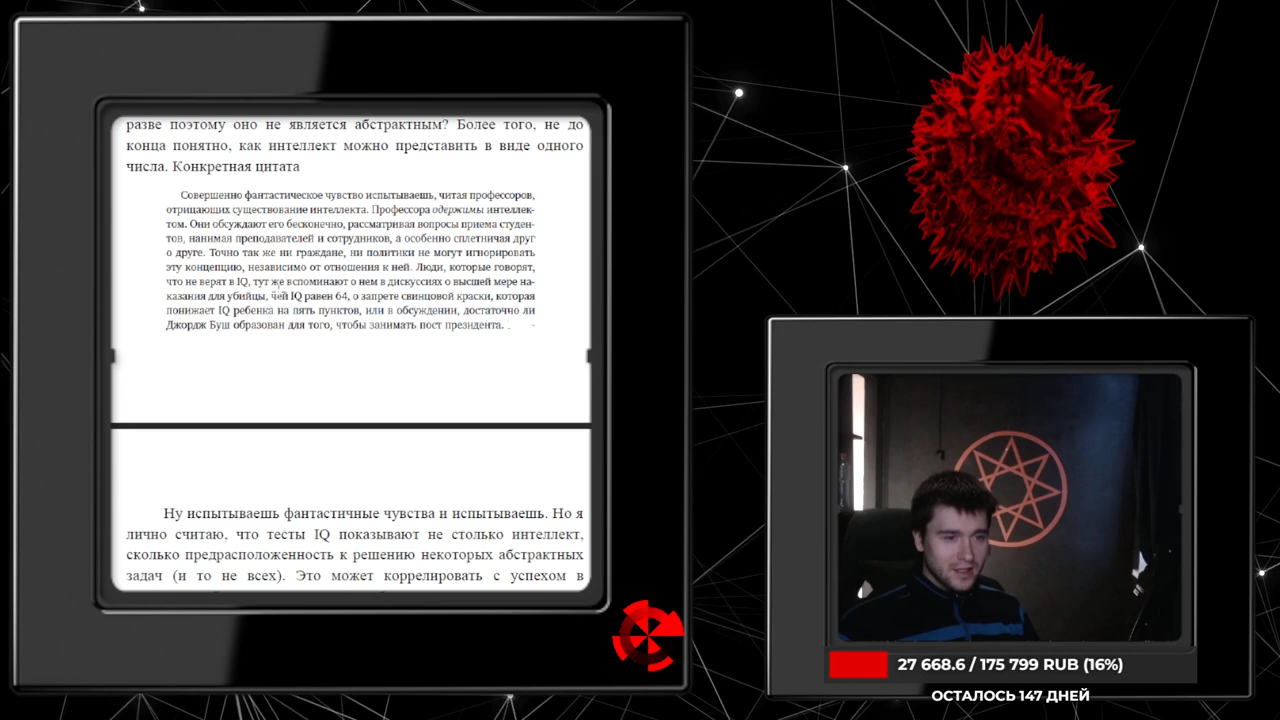 разве поэтому оно не является абстрактным? Более того, не до
конца понятно, как интеллект можно представить в виде одного
числа. Конкретная цитата
Совершенно фантастическое чувство испытываешь, читая профессоров,
отрицающих существование интеллекта. Профессора одержимы интеллек-
том. Они обсуждают его бесконечно, рассматривая вопросы приема студен-
тов, нанимая преподавателей и сотрудников, а особенно сплетничая друг
о друге. Точно так же ни граждане, ни политики не могут игнорировать
эту концепцию, независимо от отношения к ней. Люди, которые говорят,
что не верят в IQ, тут же вспоминают о нем в дискуссиях о высшей мере на-
казания для убийцы, чей IQ равен 64, о запрете свинцовой краски, которая
понижает IQ ребенка на пять пунктов, или в обсуждении, достаточно ли
Джордж Буш образован для того, чтобы занимать пост президента.
Ну испытываешь фантастичные чувства и испытываешь. Но я
лично считаю, что тесты IQ показывают не столько интеллект,
сколько предрасположенность к решению некоторых абстрактных
задач (и то не всех). Это может коррелировать с успехом в
27 668.6 / 175 799 RUB (16%)
ОСТАЛОСЬ 147 ДНЕЙ